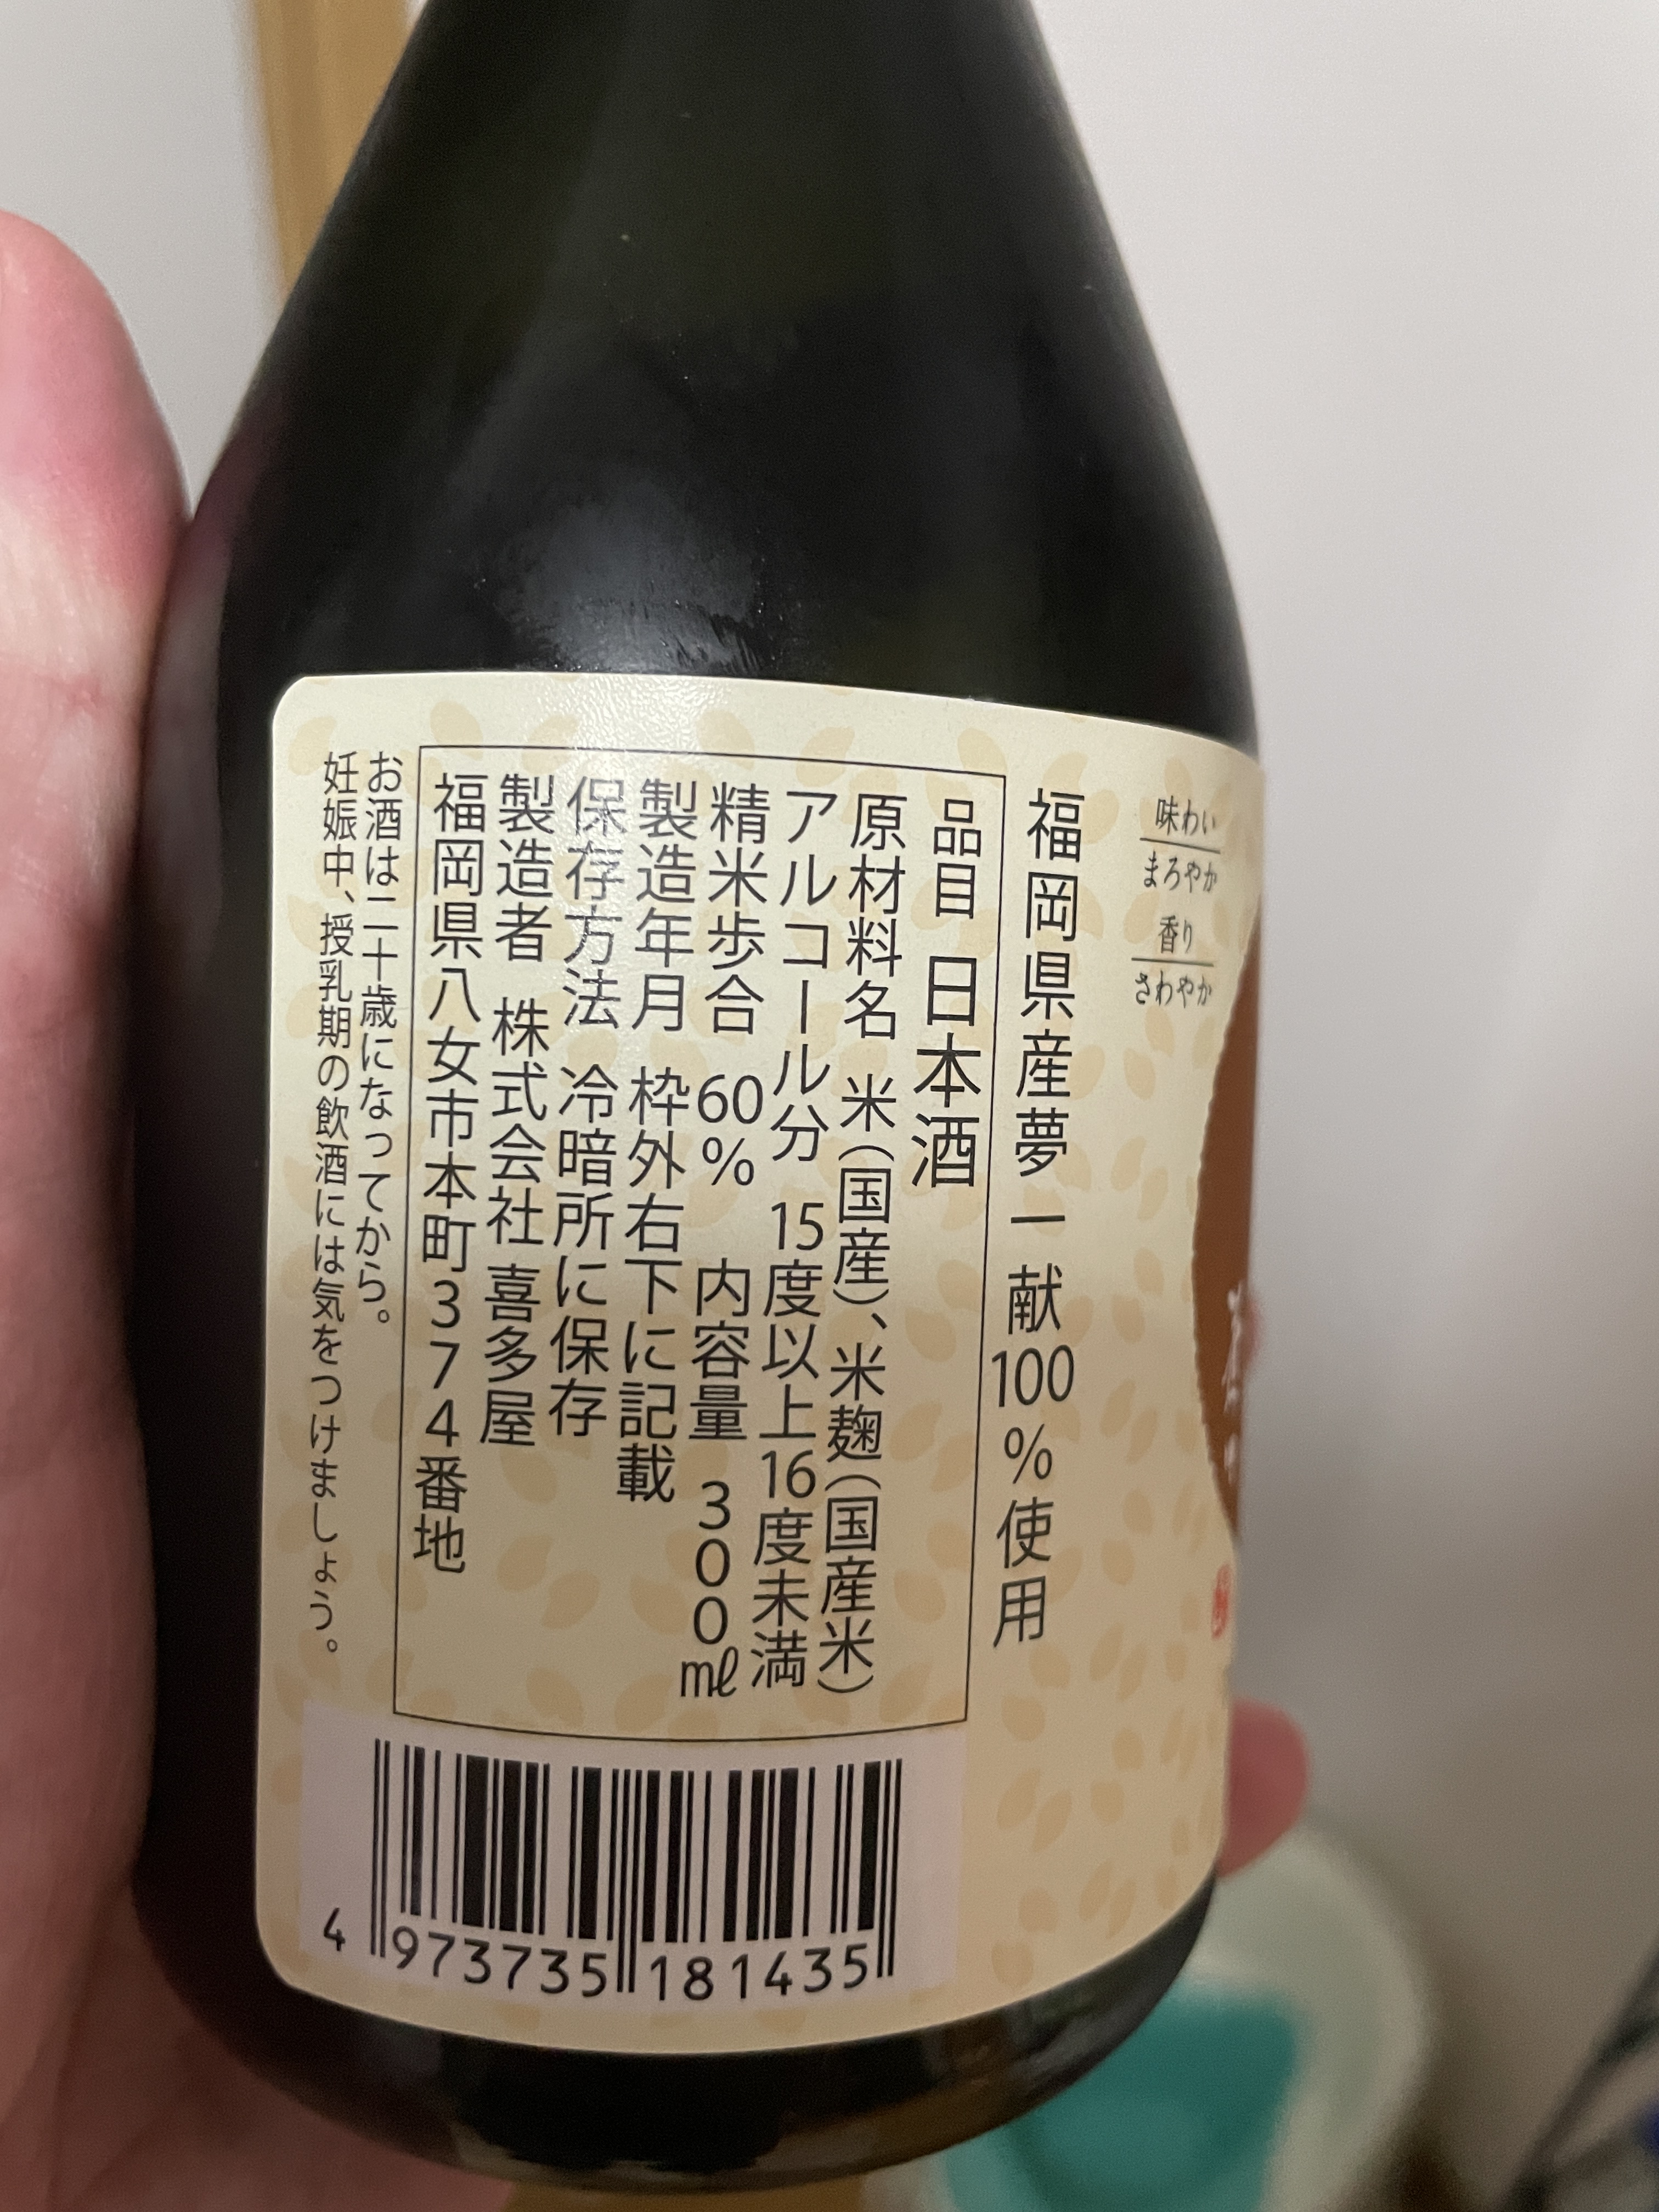 味わい
まろやか
香り
さわやか
福岡県産夢一献100%使用
品目 日本酒
原材料名 米(国産)、米麹(国産米)
アルコール分 15度以上16度未満
精米歩合 60% 内容量 300㎖
製造年月 枠外右下に記載
保存方法 冷暗所に保存
製造者 株式会社 喜多屋
福岡県八女市本町374番地
お酒は二十歳になってから。
妊娠中、授乳期の飲酒には気をつけましょう。
4 973735 181435